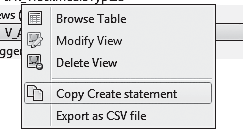 Browse Table
Modify View
Delete View
Copy Create statement
Export as CSV file